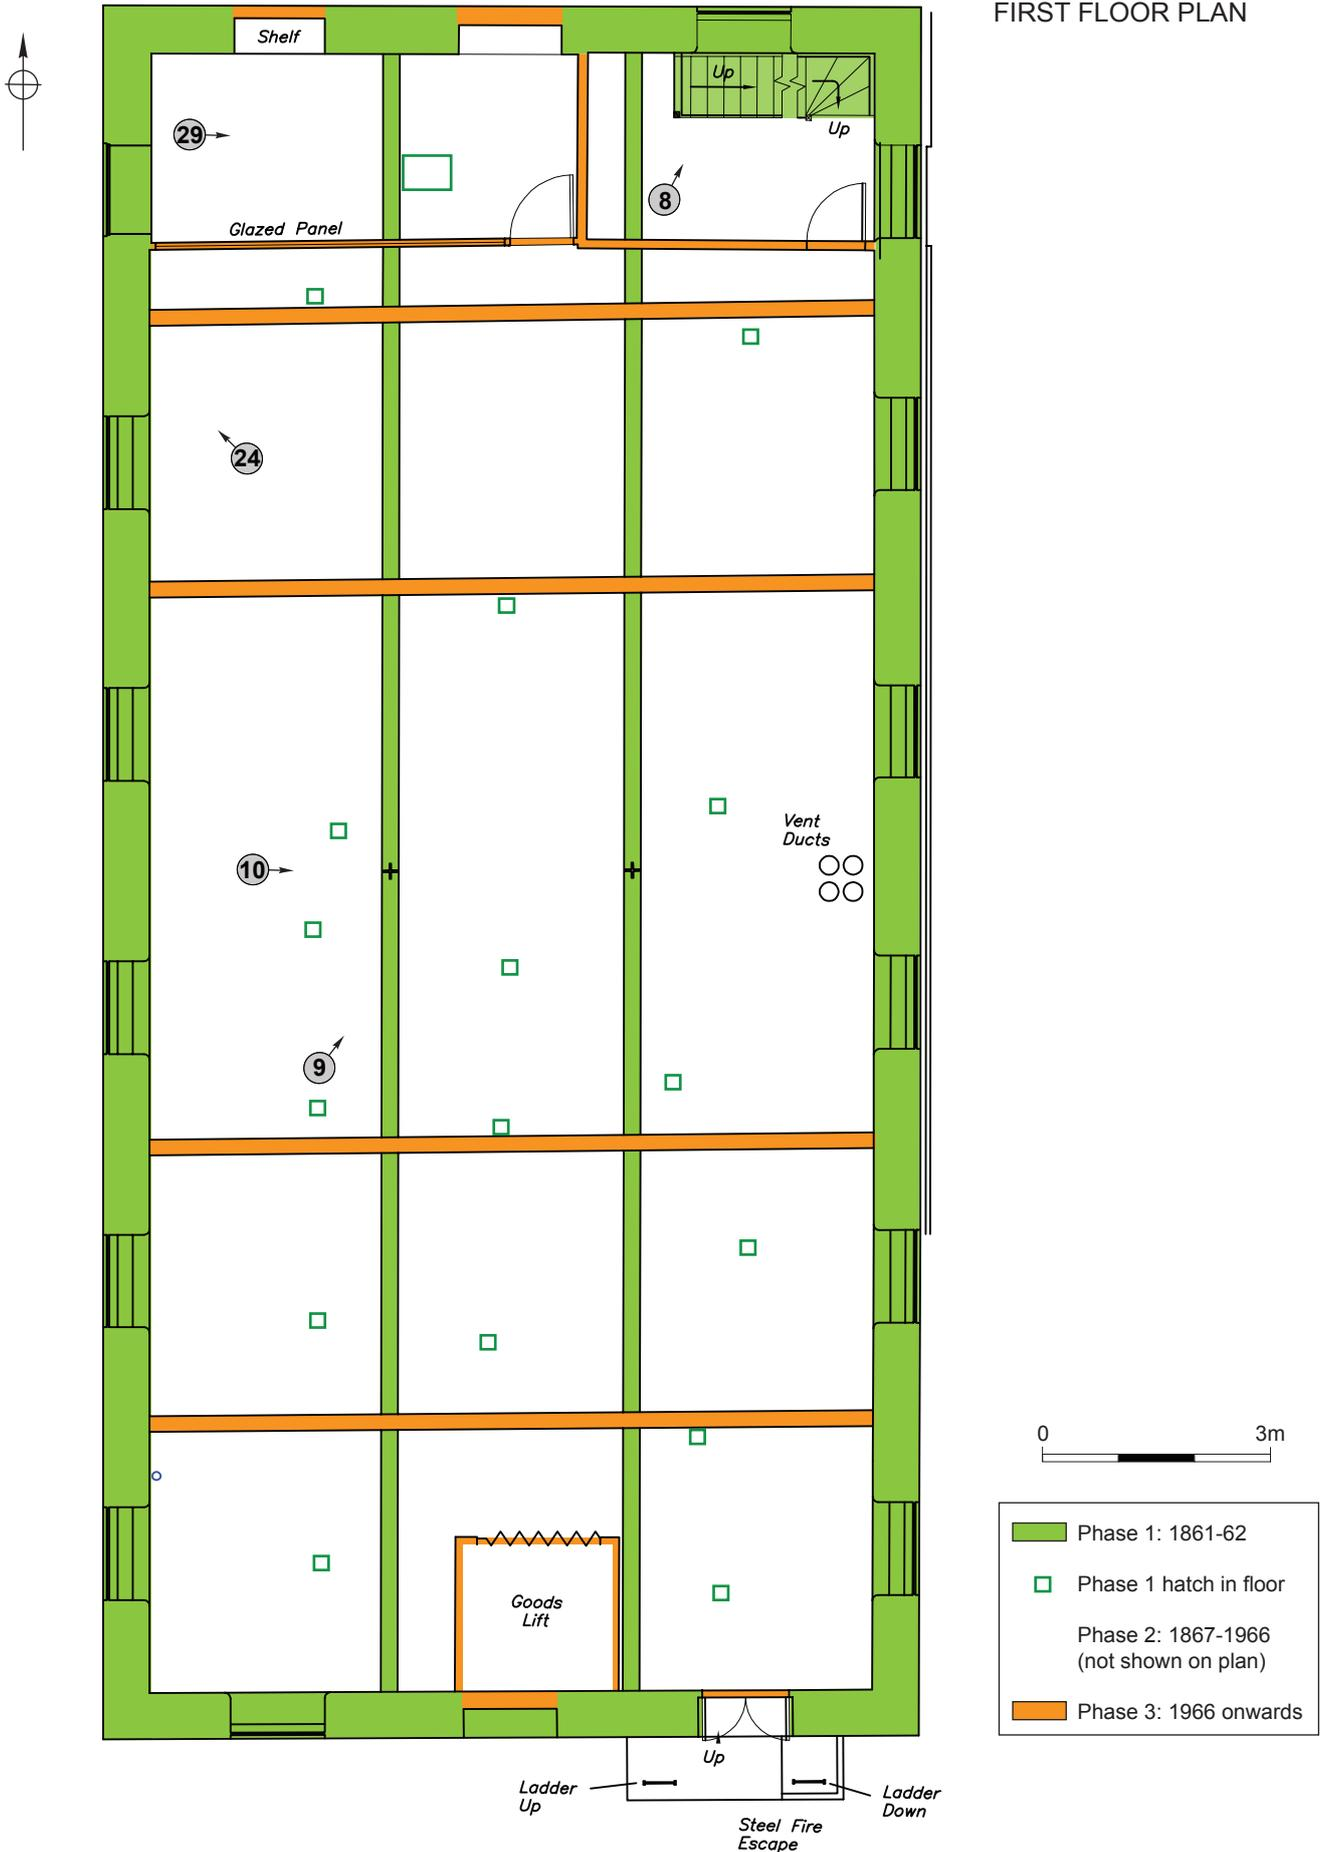 FIRST FLOOR PLAN
Shelf
Up
Up
29
8
Glazed Panel
24
Vent
Ducts
10
9
0 3m
Phase 1: 1861-62
Phase 1 hatch in floor
Phase 2: 1867-1966
(not shown on plan)
Phase 3: 1966 onwards
Goods
Lift
Up
Ladder
Up
Ladder
Down
Steel Fire
Escape